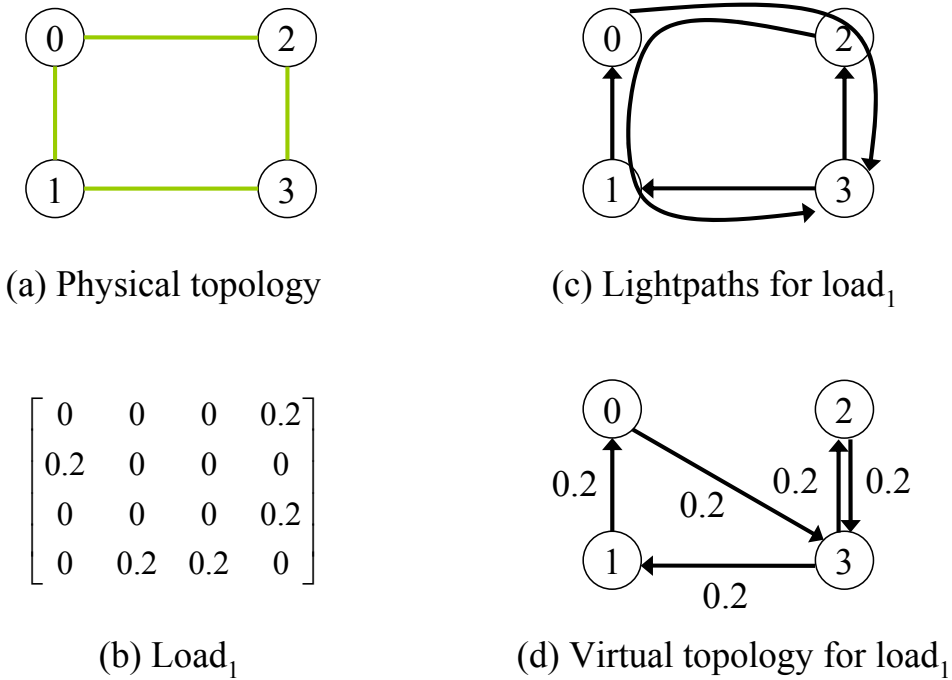 0 2
1 3
(a) Physical topology
0 2
1 3
(c) Lightpaths for load₁
0 0 0 0.2
0.2 0 0 0
0 0 0 0.2
0 0.2 0.2 0
(b) Load₁
0 2
0.2 0.2 0.2 0.2
1 3
0.2
(d) Virtual topology for load₁